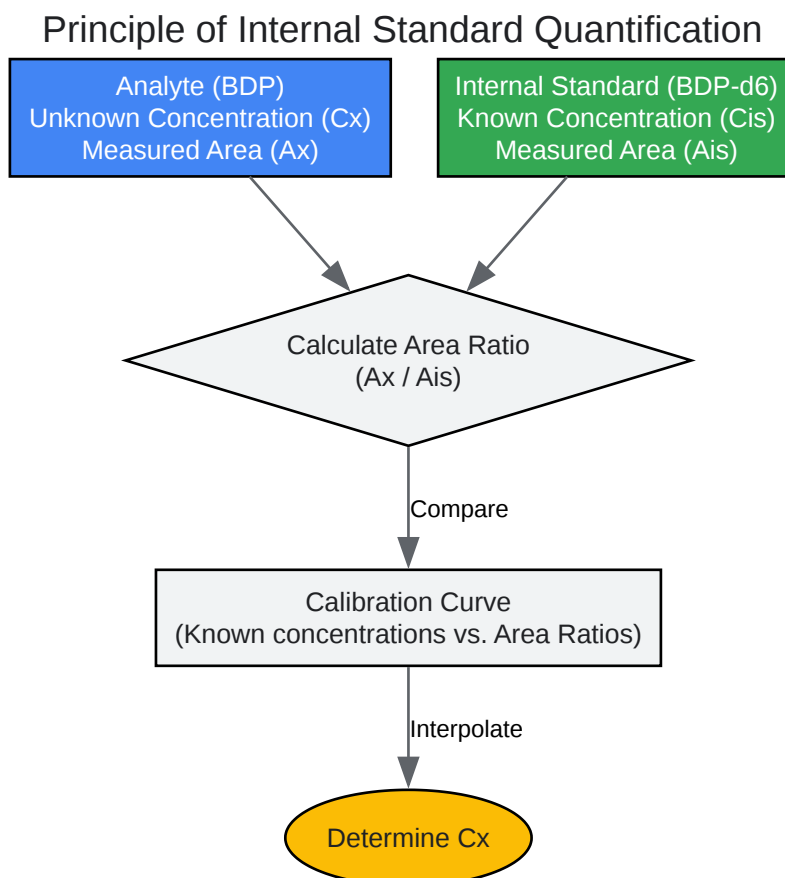 Principle of Internal Standard Quantification
Analyte (BDP)
Unknown Concentration (Cx)
Measured Area (Ax)
Internal Standard (BDP-d6)
Known Concentration (Cis)
Measured Area (Ais)
Calculate Area Ratio
(Ax / Ais)
Compare
Calibration Curve
(Known concentrations vs. Area Ratios)
Interpolate
Determine Cx